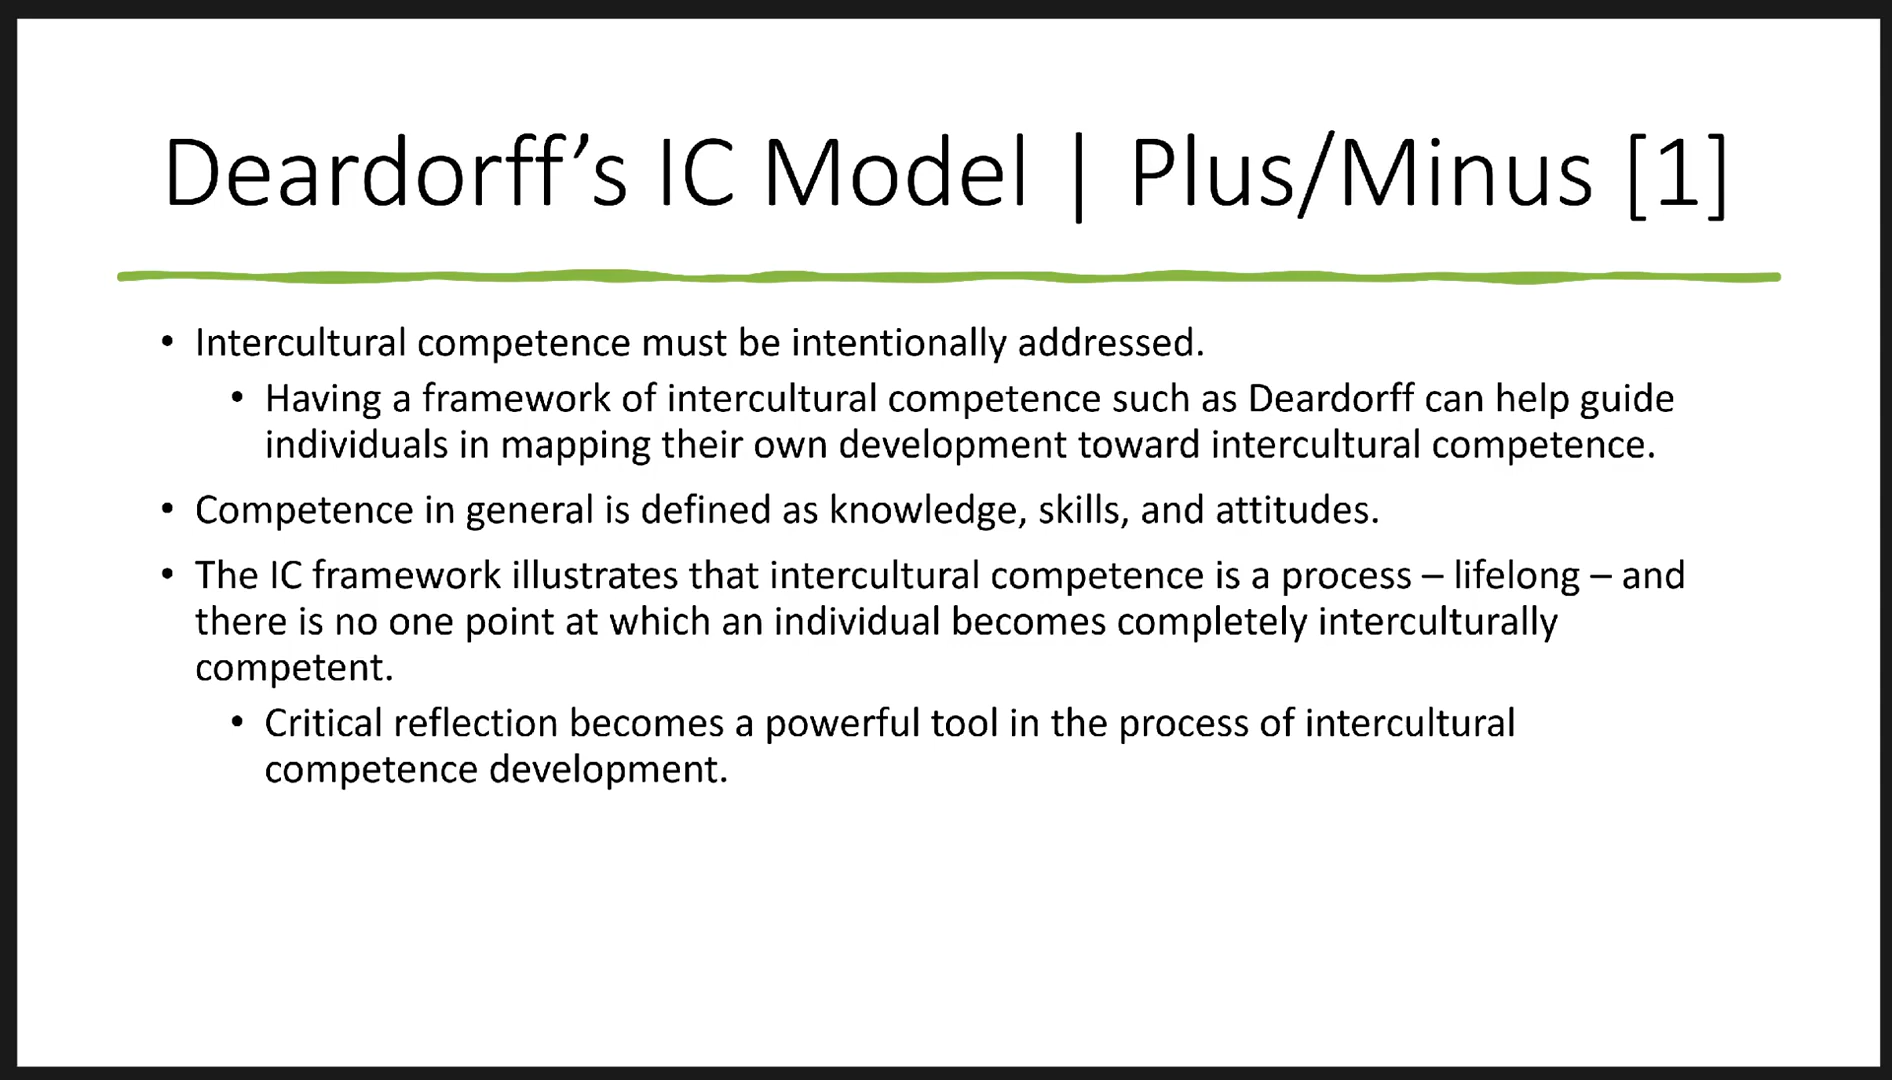 Deardorff’s IC Model | Plus/Minus [1]
• Intercultural competence must be intentionally addressed.
• Having a framework of intercultural competence such as Deardorff can help guide
individuals in mapping their own development toward intercultural competence.
• Competence in general is defined as knowledge, skills, and attitudes.
• The IC framework illustrates that intercultural competence is a process – lifelong – and
there is no one point at which an individual becomes completely interculturally
competent.
• Critical reflection becomes a powerful tool in the process of intercultural
competence development.